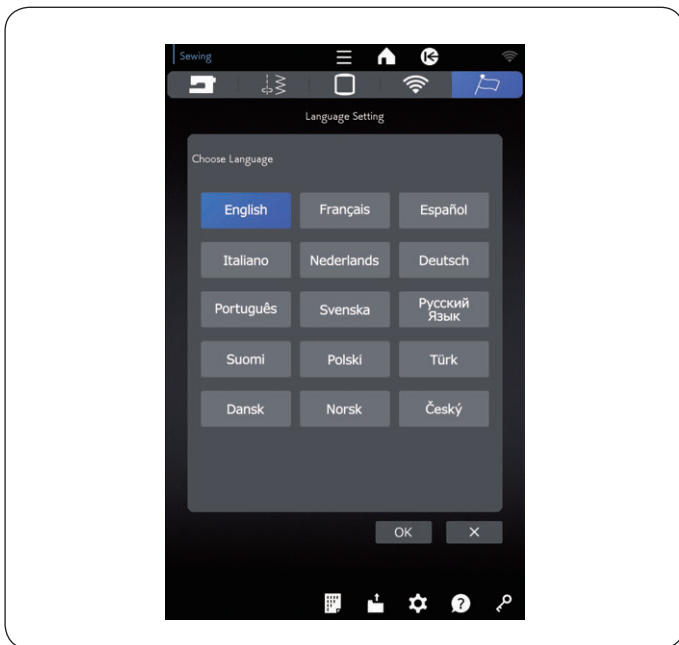 Sewing
Language Setting
Choose Language
English Français Español
Italiano Nederlands Deutsch
Português Svenska Русский
Язык
Suomi Polski Türk
Dansk Norsk Český
OK ×
?